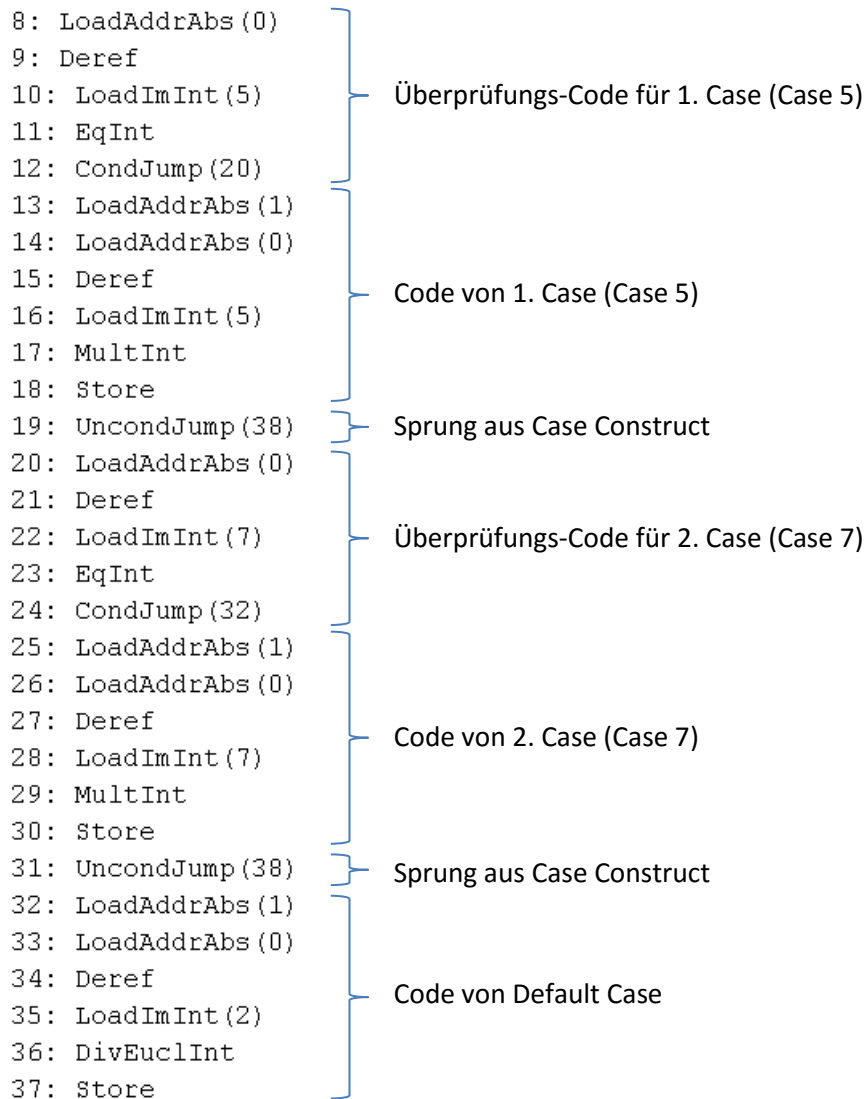 8: LoadAddrAbs(0)
9: Deref
10: LoadImInt(5)
Überprüfungs-Code für 1. Case (Case 5)
11: EqInt
12: CondJump(20)
13: LoadAddrAbs(1)
14: LoadAddrAbs(0)
15: Deref
Code von 1. Case (Case 5)
16: LoadImInt(5)
17: MultInt
18: Store
19: UncondJump(38)
Sprung aus Case Construct
20: LoadAddrAbs(0)
21: Deref
22: LoadImInt(7)
Überprüfungs-Code für 2. Case (Case 7)
23: EqInt
24: CondJump(32)
25: LoadAddrAbs(1)
26: LoadAddrAbs(0)
27: Deref
Code von 2. Case (Case 7)
28: LoadImInt(7)
29: MultInt
30: Store
31: UncondJump(38)
Sprung aus Case Construct
32: LoadAddrAbs(1)
33: LoadAddrAbs(0)
34: Deref
Code von Default Case
35: LoadImInt(2)
36: DivEuclInt
37: Store